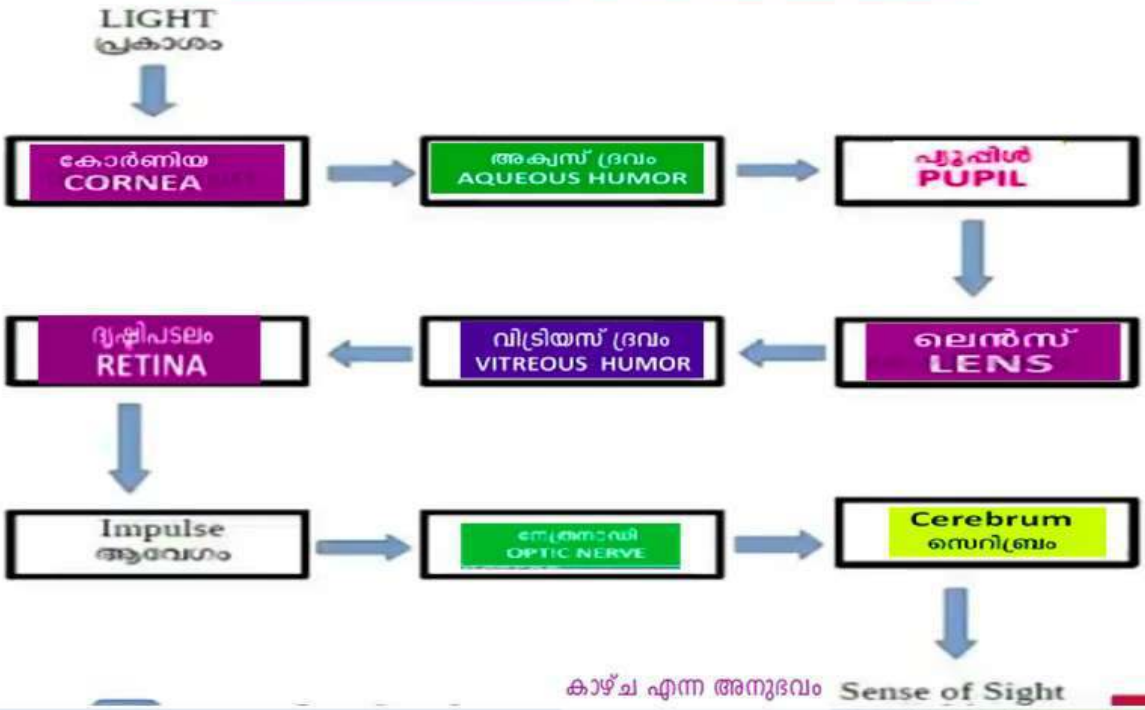 LIGHT
പ്രകാശം
കോർണിയ
CORNEA
അക്വസ് ദ്രവം
AQUEOUS HUMOR
പ്യൂപ്പിൾ
PUPIL
ദൃഷ്ടിപടലം
RETINA
വിട്രിയസ് ദ്രവം
VITREOUS HUMOR
ലെൻസ്
LENS
Impulse
ആവേഗം
നേത്രനാഡി
OPTIC NERVE
Cerebrum
സെറിബ്രം
കാഴ്ച എന്ന അനുഭവം Sense of Sight